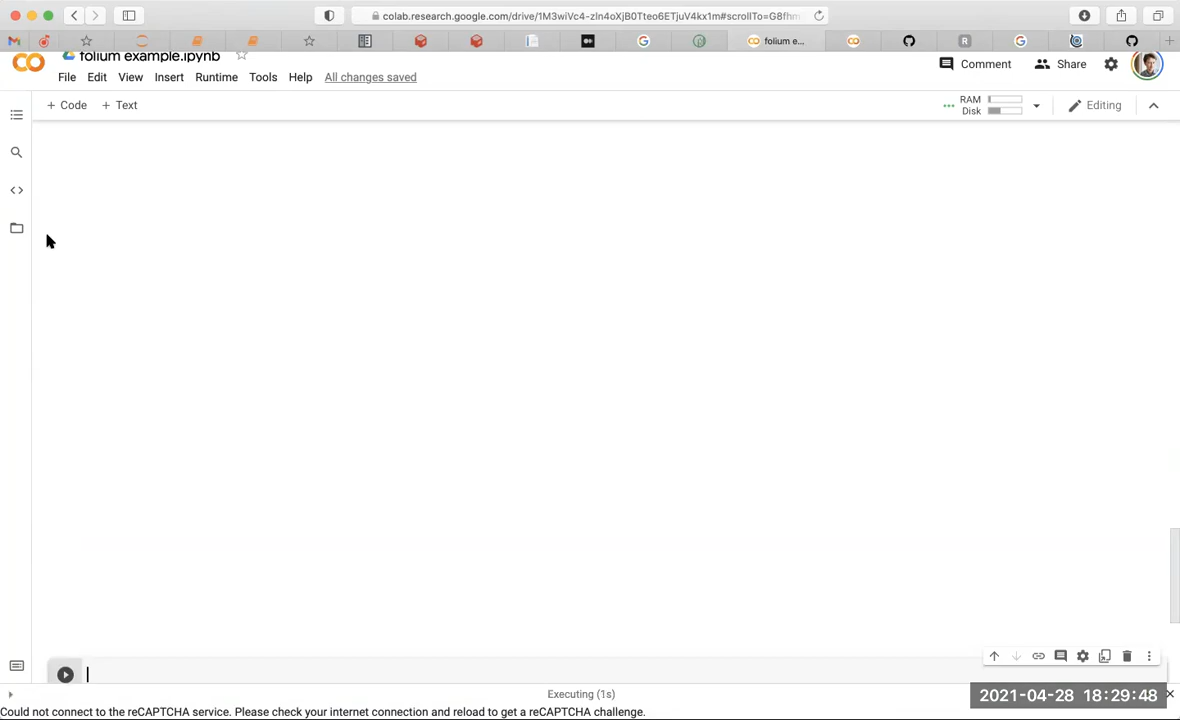 colab.research.google.com/drive/1M3wiVc4-zln4oXjB0Tteo6ETjuV4kx1m#scrollTo=G8fhm
folium e...
folium example.ipynb
Comment
Share
File Edit View Insert Runtime Tools Help All changes saved
+ Code + Text
RAM
Disk
Editing
Executing (1s)
2021-04-28 18:29:48
Could not connect to the reCAPTCHA service. Please check your internet connection and reload to get a reCAPTCHA challenge.